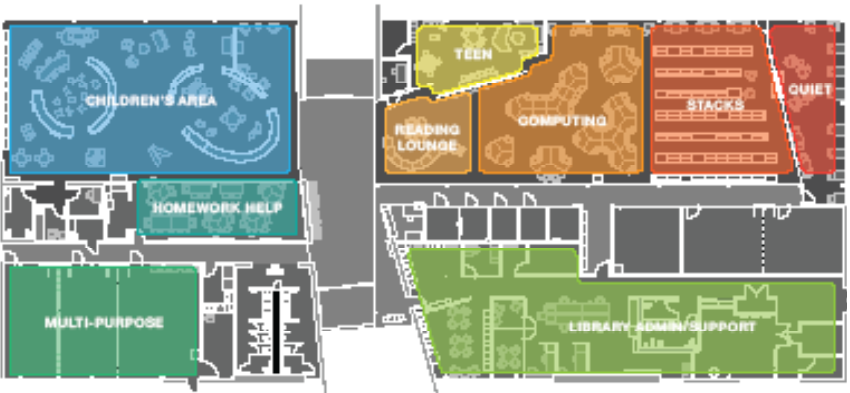 CHILDREN'S AREA
TEEN
READING
LOUNGE
COMPUTING
STACKS
QUIET
HOMEWORK HELP
MULTI-PURPOSE
LIBRARY ADMIN/SUPPORT